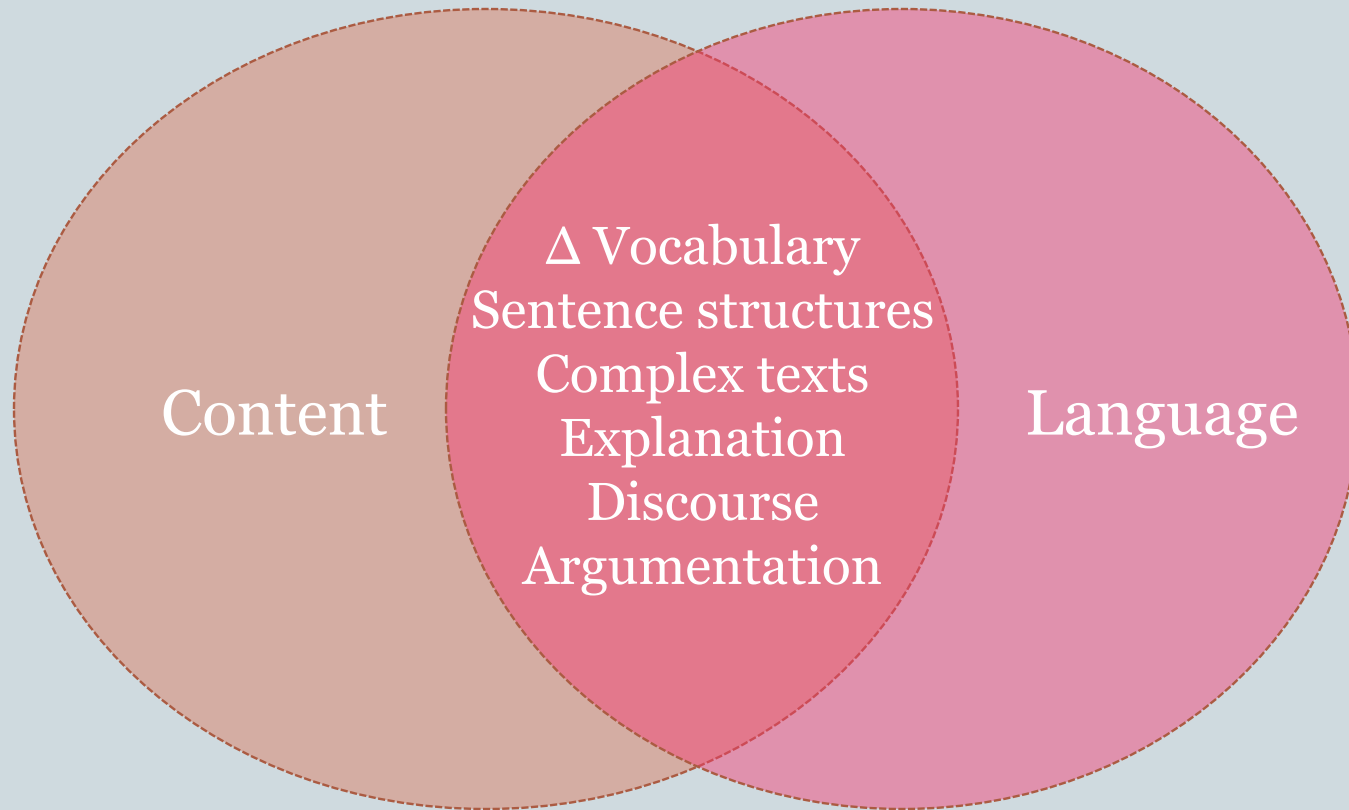 Δ Vocabulary
Sentence structures
Complex texts
Explanation
Discourse
Argumentation
Content
Language